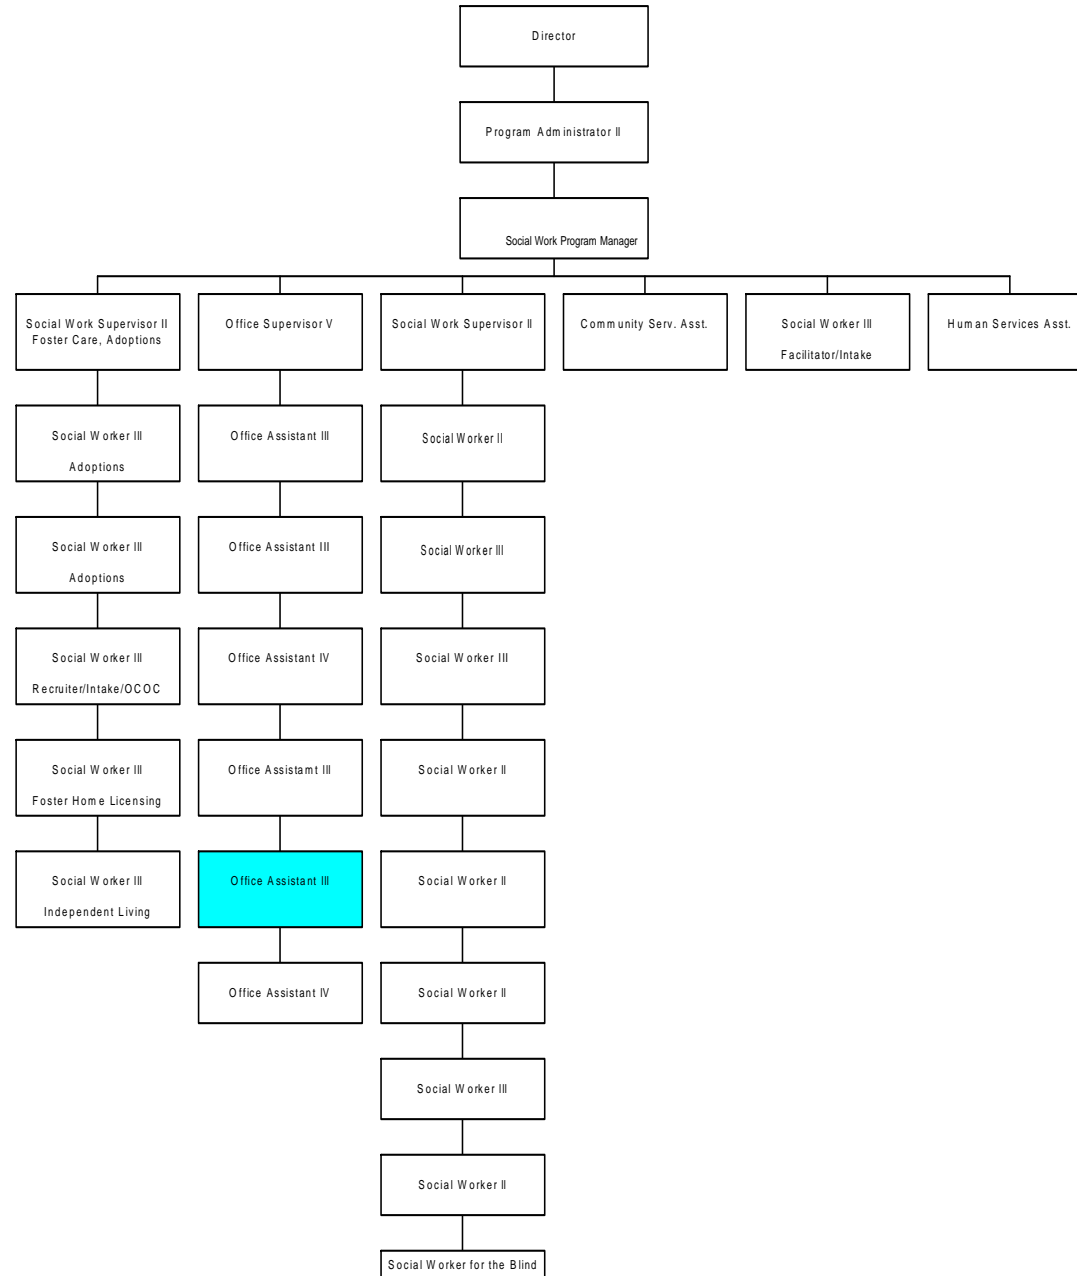 Director
Program Administrator II
Social Work Program Manager
Social Work Supervisor II
Foster Care, Adoptions
Office Supervisor V
Social Work Supervisor II
Community Serv. Asst.
Social Worker III
Facilitator/Intake
Human Services Asst.
Social Worker III
Adoptions
Office Assistant III
Social Worker II
Social Worker III
Adoptions
Office Assistant III
Social Worker III
Social Worker III
Recruiter/Intake/OCOC
Office Assistant IV
Social Worker III
Social Worker III
Foster Home Licensing
Office Assistamt III
Social Worker II
Social Worker III
Independent Living
Office Assistant III
Social Worker II
Office Assistant IV
Social Worker II
Social Worker III
Social Worker II
Social Worker for the Blind